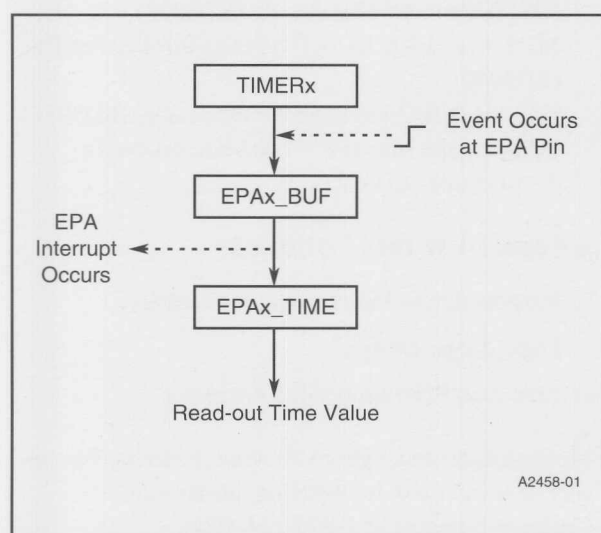 TIMERx
Event Occurs
at EPA Pin
EPAx_BUF
EPA
Interrupt
Occurs
EPAx_TIME
Read-out Time Value
A2458-01